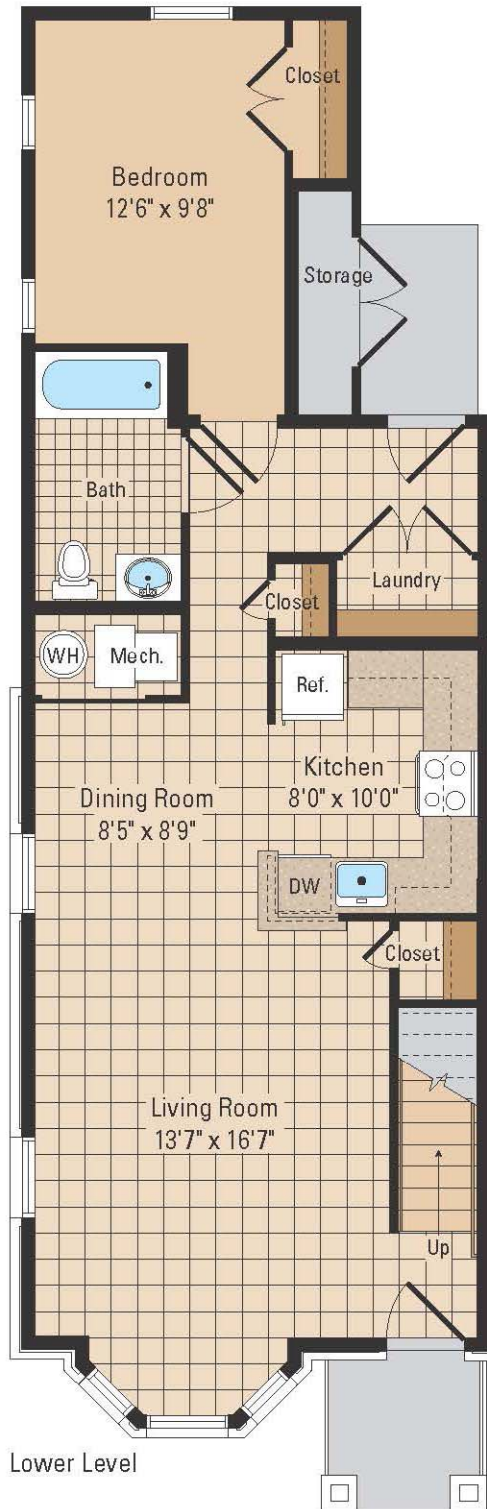 Closet
Bedroom
12'6" x 9'8"
Storage
Bath
Laundry
Closet
WH
Mech.
Ref.
Kitchen
8'0" x 10'0"
Dining Room
8'5" x 8'9"
DW
Closet
Living Room
13'7" x 16'7"
Up
Lower Level